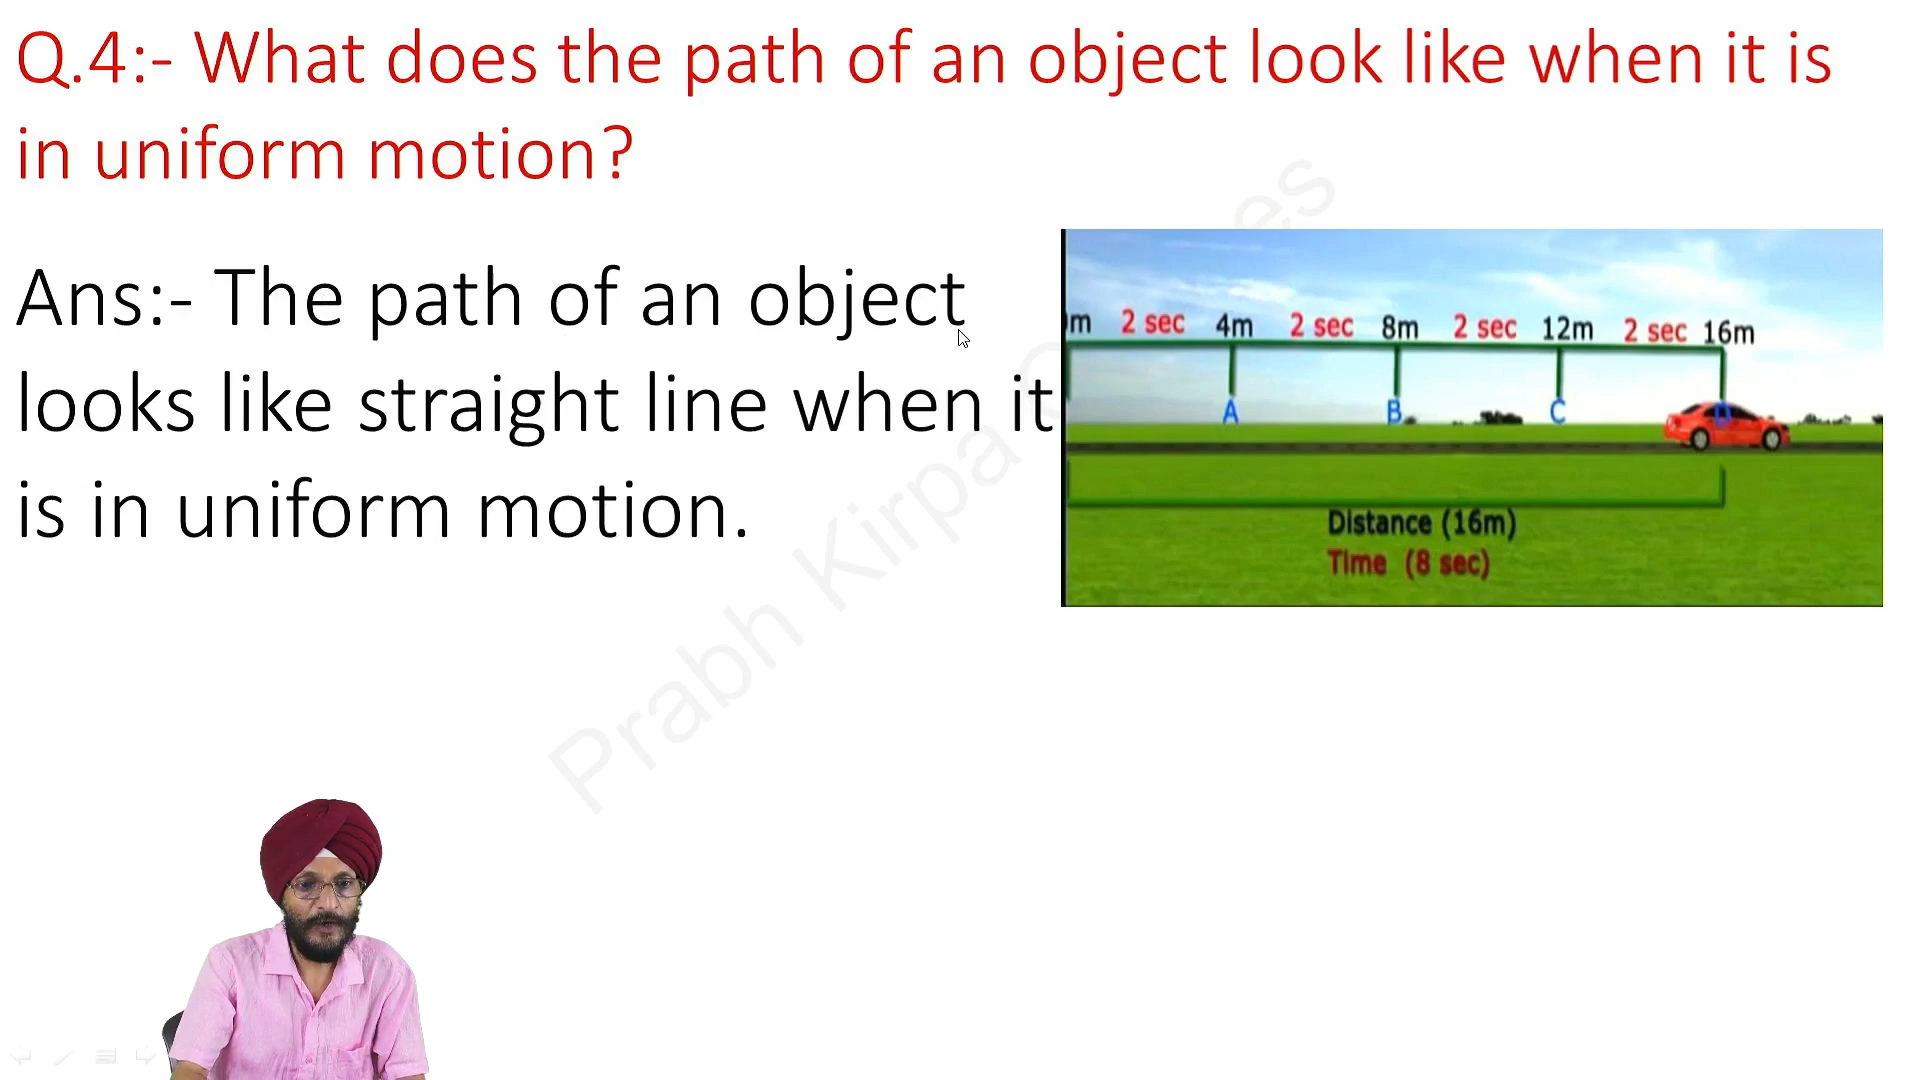 Q.4:- What does the path of an object look like when it is
in uniform motion?
Ans:- The path of an object
looks like straight line when it
is in uniform motion.
m 2 sec 4m 2 sec 8m 2 sec 12m 2 sec 16m
A B C D
Distance (16m)
Time (8 sec)
Prabh Kirpa